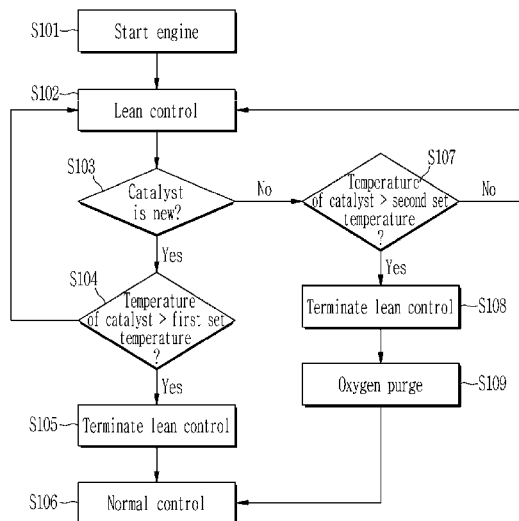 S101
Start engine
S102
Lean control
S103
Catalyst
is new?
No
S107
Temperature
of catalyst > second set
temperature
?
No
Yes
S104
Temperature
of catalyst > first set
temperature
?
Yes
Terminate lean control
S108
Yes
Oxygen purge
S109
S105
Terminate lean control
S106
Normal control